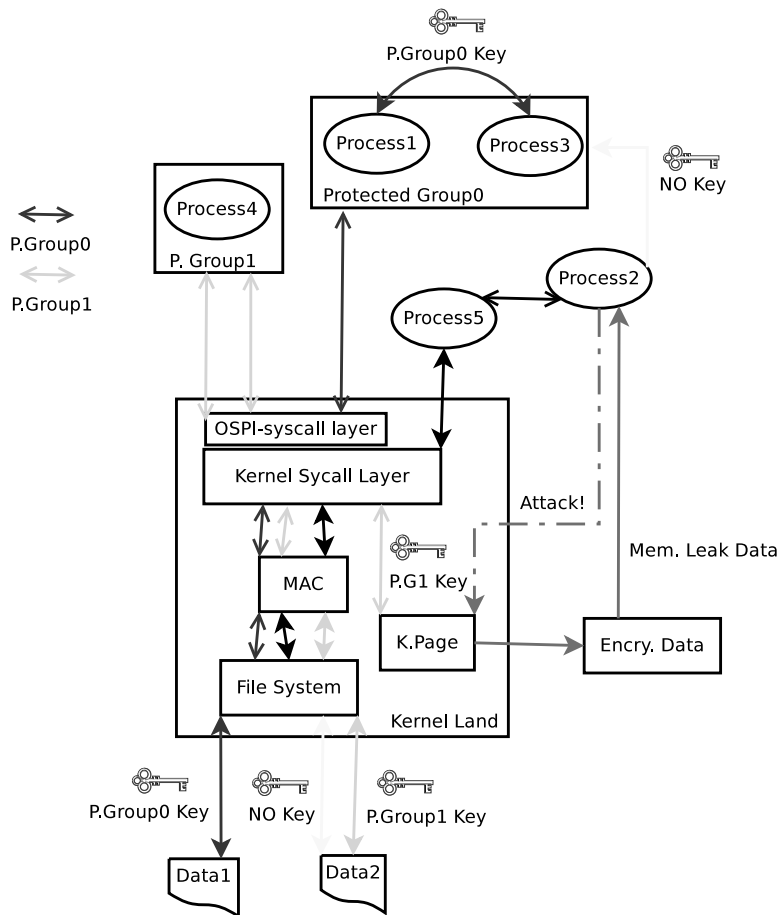 P.Group0 Key
Process1
Process3
Protected Group0
NO Key
Process4
P. Group1
P.Group0
P.Group1
Process2
Process5
OSPI-syscall layer
Kernel Sycall Layer
Attack!
Mem. Leak Data
MAC
P.G1 Key
K.Page
Encry. Data
File System
Kernel Land
P.Group0 Key
NO Key
P.Group1 Key
Data1
Data2